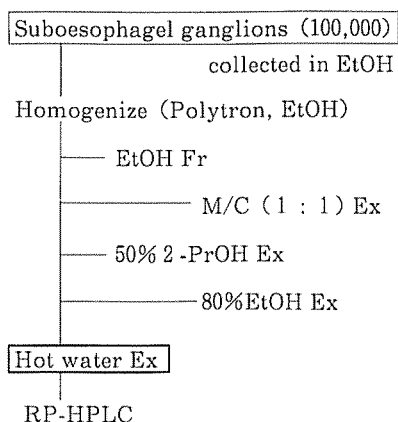 Suboesophagel ganglions (100,000)
collected in EtOH
Homogenize (Polytron, EtOH)
EtOH Fr
M/C (1 : 1) Ex
50% 2-PrOH Ex
80%EtOH Ex
Hot water Ex
RP-HPLC